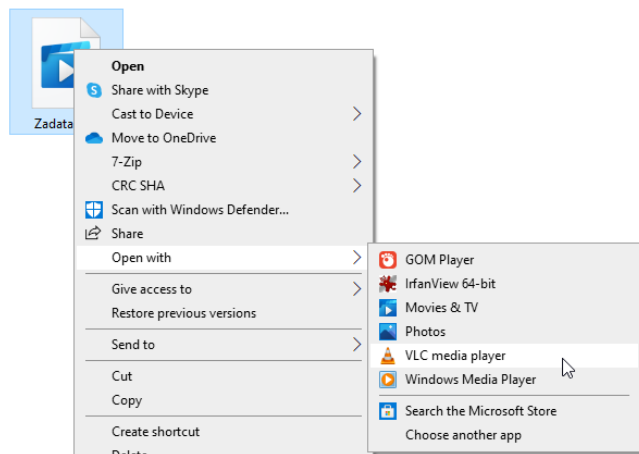 Zadata
Open
Share with Skype
Cast to Device
Move to OneDrive
7-Zip
CRC SHA
Scan with Windows Defender...
Share
Open with
Give access to
Restore previous versions
Send to
Cut
Copy
Create shortcut
Delete
GOM Player
IrfanView 64-bit
Movies & TV
Photos
VLC media player
Windows Media Player
Search the Microsoft Store
Choose another app